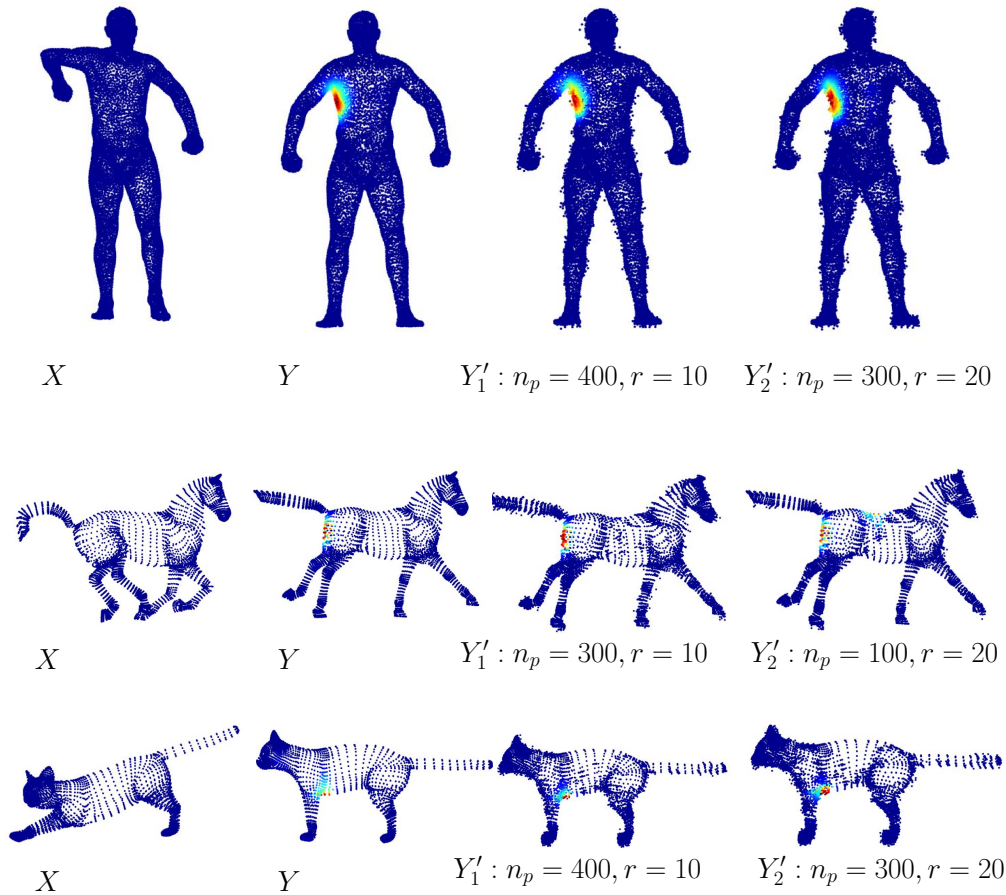 X Y Y′₁ : nₚ = 400, r = 10 Y′₂ : nₚ = 300, r = 20
X Y Y′₁ : nₚ = 300, r = 10 Y′₂ : nₚ = 100, r = 20
X Y Y′₁ : nₚ = 400, r = 10 Y′₂ : nₚ = 300, r = 20